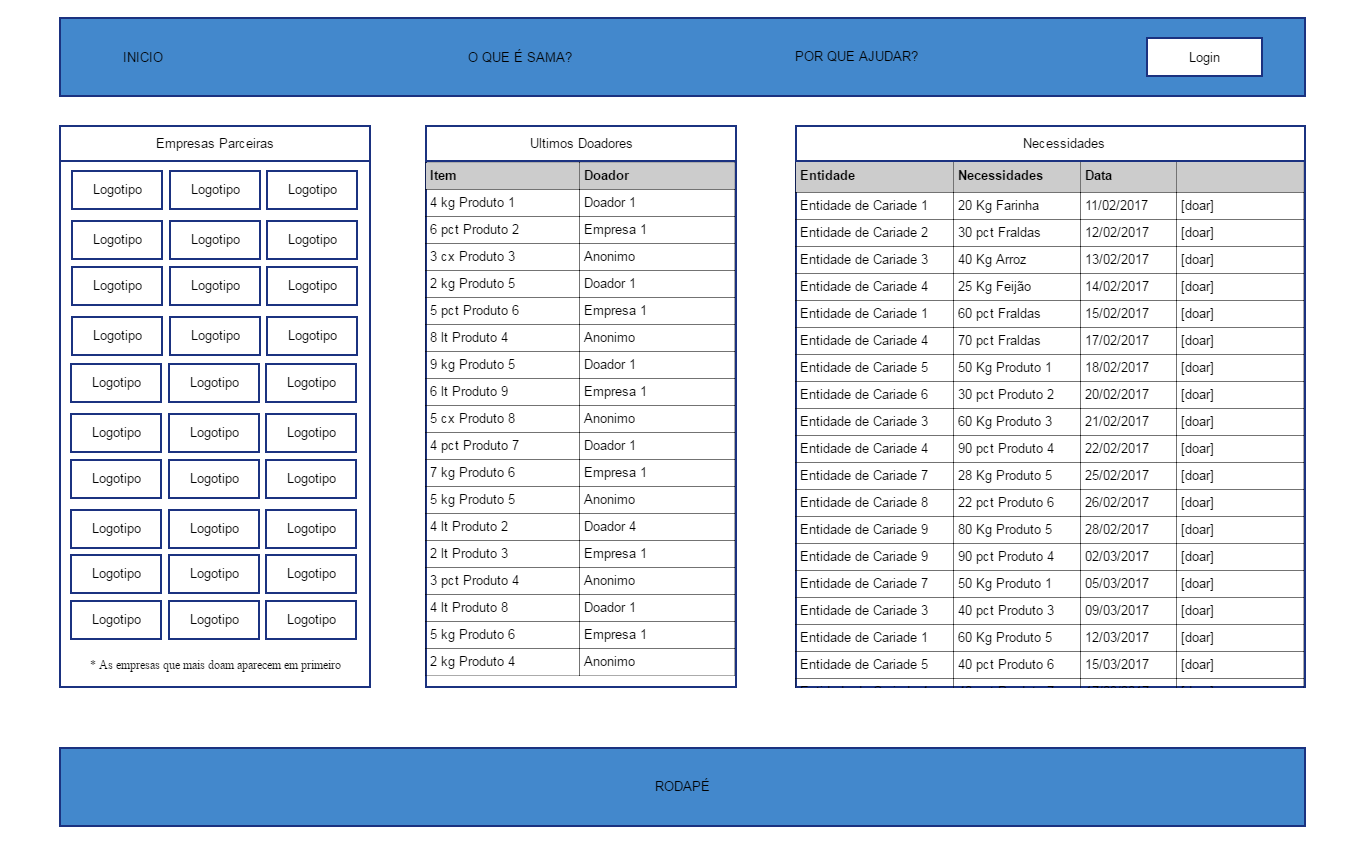 INICIO O QUE É SAMA? POR QUE AJUDAR? Login
Empresas Parceiras
Logotipo Logotipo Logotipo
Logotipo Logotipo Logotipo
Logotipo Logotipo Logotipo
Logotipo Logotipo Logotipo
Logotipo Logotipo Logotipo
Logotipo Logotipo Logotipo
Logotipo Logotipo Logotipo
Logotipo Logotipo Logotipo
Logotipo Logotipo Logotipo
Logotipo Logotipo Logotipo
* As empresas que mais doam aparecem em primeiro
Ultimos Doadores
Item Doador
4 kg Produto 1 Doador 1
6 pct Produto 2 Empresa 1
3 cx Produto 3 Anonimo
2 kg Produto 5 Doador 1
5 pct Produto 6 Empresa 1
8 lt Produto 4 Anonimo
9 kg Produto 5 Doador 1
6 lt Produto 9 Empresa 1
5 cx Produto 8 Anonimo
4 pct Produto 7 Doador 1
7 kg Produto 6 Empresa 1
5 kg Produto 5 Anonimo
4 lt Produto 2 Doador 4
2 lt Produto 3 Empresa 1
3 pct Produto 4 Anonimo
4 lt Produto 8 Doador 1
5 kg Produto 6 Empresa 1
2 kg Produto 4 Anonimo
Necessidades
Entidade Necessidades Data
Entidade de Cariade 1 20 Kg Farinha 11/02/2017 [doar]
Entidade de Cariade 2 30 pct Fraldas 12/02/2017 [doar]
Entidade de Cariade 3 40 Kg Arroz 13/02/2017 [doar]
Entidade de Cariade 4 25 Kg Feijão 14/02/2017 [doar]
Entidade de Cariade 1 60 pct Fraldas 15/02/2017 [doar]
Entidade de Cariade 4 70 pct Fraldas 17/02/2017 [doar]
Entidade de Cariade 5 50 Kg Produto 1 18/02/2017 [doar]
Entidade de Cariade 6 30 pct Produto 2 20/02/2017 [doar]
Entidade de Cariade 3 60 Kg Produto 3 21/02/2017 [doar]
Entidade de Cariade 4 90 pct Produto 4 22/02/2017 [doar]
Entidade de Cariade 7 28 Kg Produto 5 25/02/2017 [doar]
Entidade de Cariade 8 22 pct Produto 6 26/02/2017 [doar]
Entidade de Cariade 9 80 Kg Produto 5 28/02/2017 [doar]
Entidade de Cariade 9 90 pct Produto 4 02/03/2017 [doar]
Entidade de Cariade 7 50 Kg Produto 1 05/03/2017 [doar]
Entidade de Cariade 3 40 pct Produto 3 09/03/2017 [doar]
Entidade de Cariade 1 60 Kg Produto 5 12/03/2017 [doar]
Entidade de Cariade 5 40 pct Produto 6 15/03/2017 [doar]
RODAPÉ